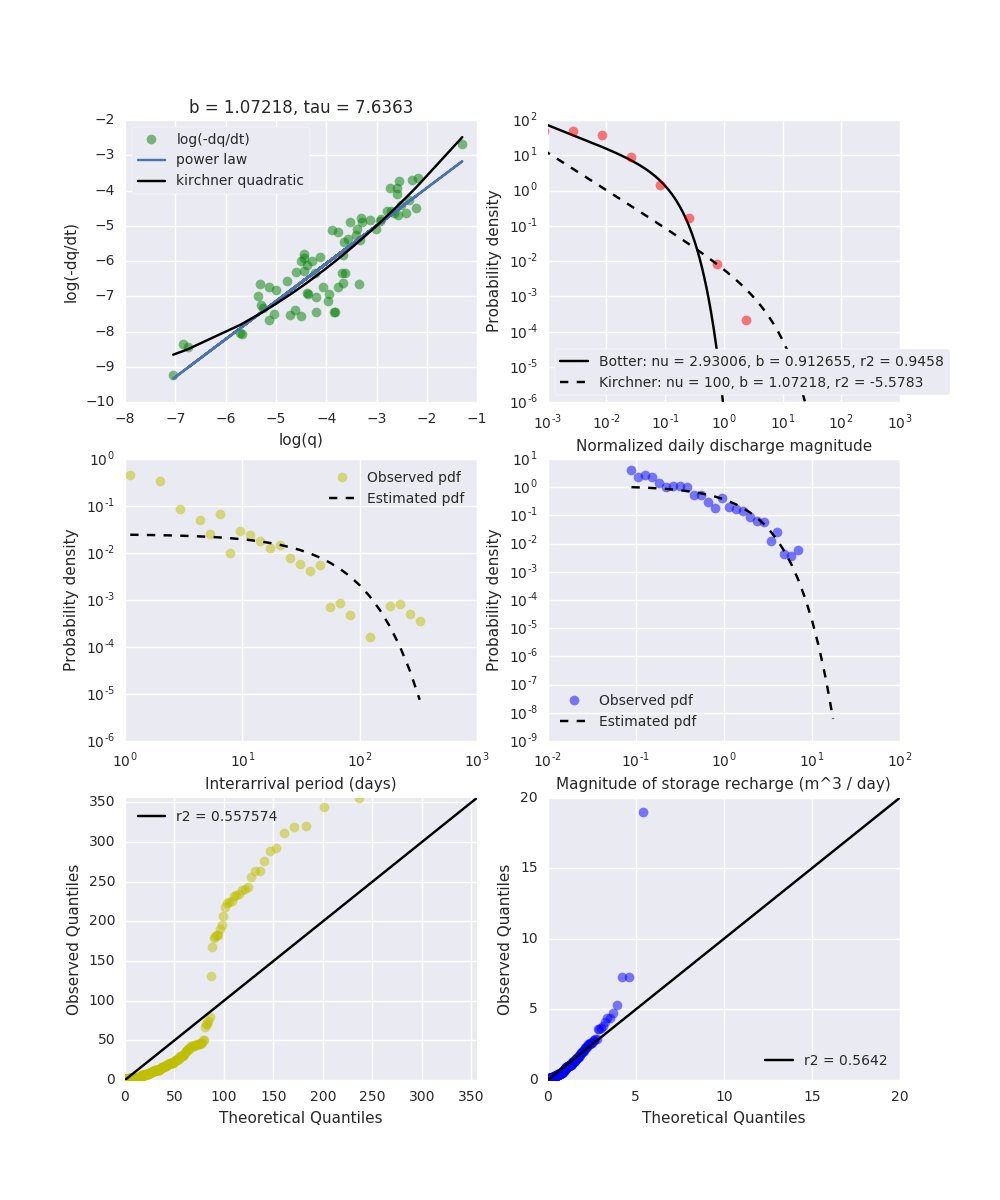 b = 1.07218, tau = 7.6363
log(-dq/dt)
power law
kirchner quadratic
−2
−3
−4
−5
−6
−7
−8
−9
−10
log(-dq/dt)
−8 −7 −6 −5 −4 −3 −2 −1
log(q)
10^2
10^1
10^0
10^-1
10^-2
10^-3
10^-4
10^-5
10^-6
Probability density
Botter: nu = 2.93006, b = 0.912655, r2 = 0.9458
Kirchner: nu = 100, b = 1.07218, r2 = -5.5783
10^-3 10^-2 10^-1 10^0 10^1 10^2 10^3
Normalized daily discharge magnitude
10^0
10^-1
10^-2
10^-3
10^-4
10^-5
10^-6
Probability density
Observed pdf
Estimated pdf
10^0 10^1 10^2 10^3
Interarrival period (days)
10^1
10^0
10^-1
10^-2
10^-3
10^-4
10^-5
10^-6
10^-7
10^-8
10^-9
Probability density
Observed pdf
Estimated pdf
10^-2 10^-1 10^0 10^1 10^2
Magnitude of storage recharge (m^3 / day)
350
300
250
200
150
100
50
0
Observed Quantiles
r2 = 0.557574
0 50 100 150 200 250 300 350
Theoretical Quantiles
20
15
10
5
0
Observed Quantiles
r2 = 0.5642
0 5 10 15 20
Theoretical Quantiles